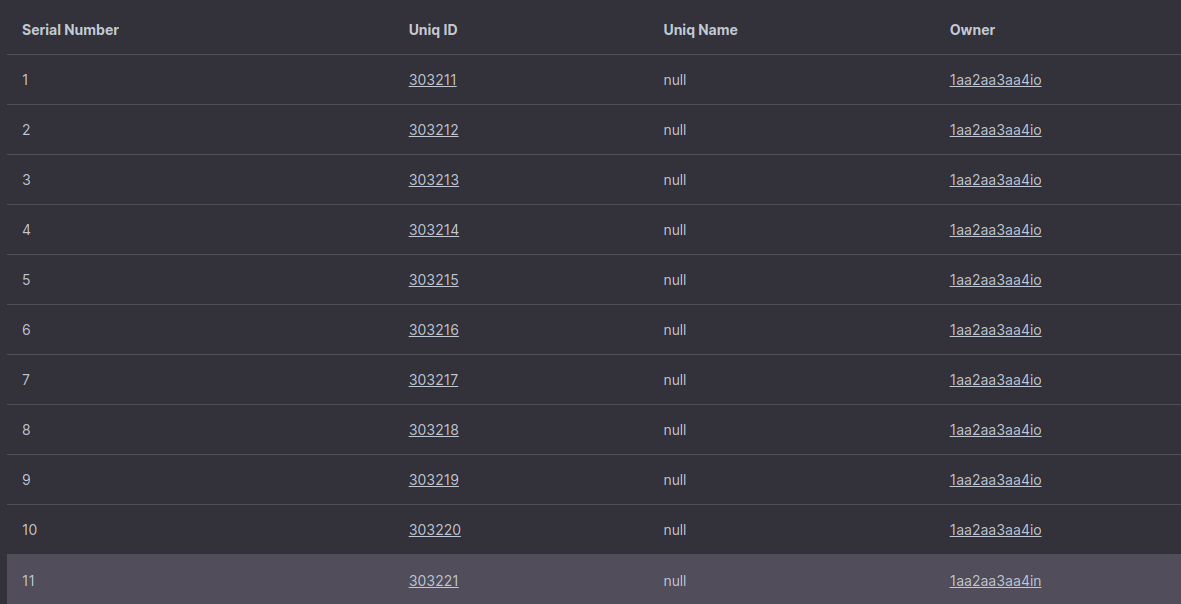 Serial Number Uniq ID Uniq Name Owner
1 303211 null 1aa2aa3aa4io
2 303212 null 1aa2aa3aa4io
3 303213 null 1aa2aa3aa4io
4 303214 null 1aa2aa3aa4io
5 303215 null 1aa2aa3aa4io
6 303216 null 1aa2aa3aa4io
7 303217 null 1aa2aa3aa4io
8 303218 null 1aa2aa3aa4io
9 303219 null 1aa2aa3aa4io
10 303220 null 1aa2aa3aa4io
11 303221 null 1aa2aa3aa4in